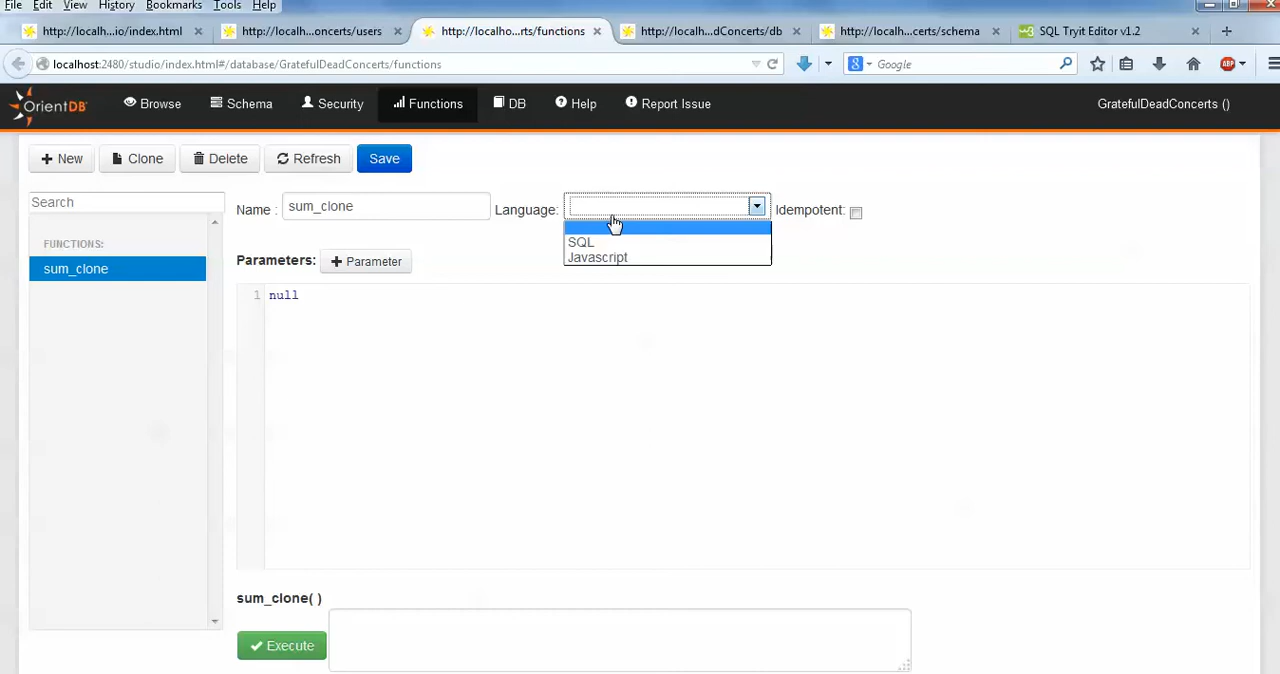 File Edit View History Bookmarks Tools Help
http://localh...io/index.html × http://localh...oncerts/users × http://localho...rts/functions × http://localh...dConcerts/db × http://localh...certs/schema × w3 SQL Tryit Editor v1.2 × +
localhost:2480/studio/index.html#/database/GratefulDeadConcerts/functions 8 Google ABP
OrientDB Browse Schema Security Functions DB Help Report Issue GratefulDeadConcerts ()
+ New Clone Delete Refresh Save
Search
Name : sum_clone Language: Idempotent:
SQL
Javascript
FUNCTIONS:
sum_clone
Parameters: + Parameter
1 null
sum_clone( )
Execute